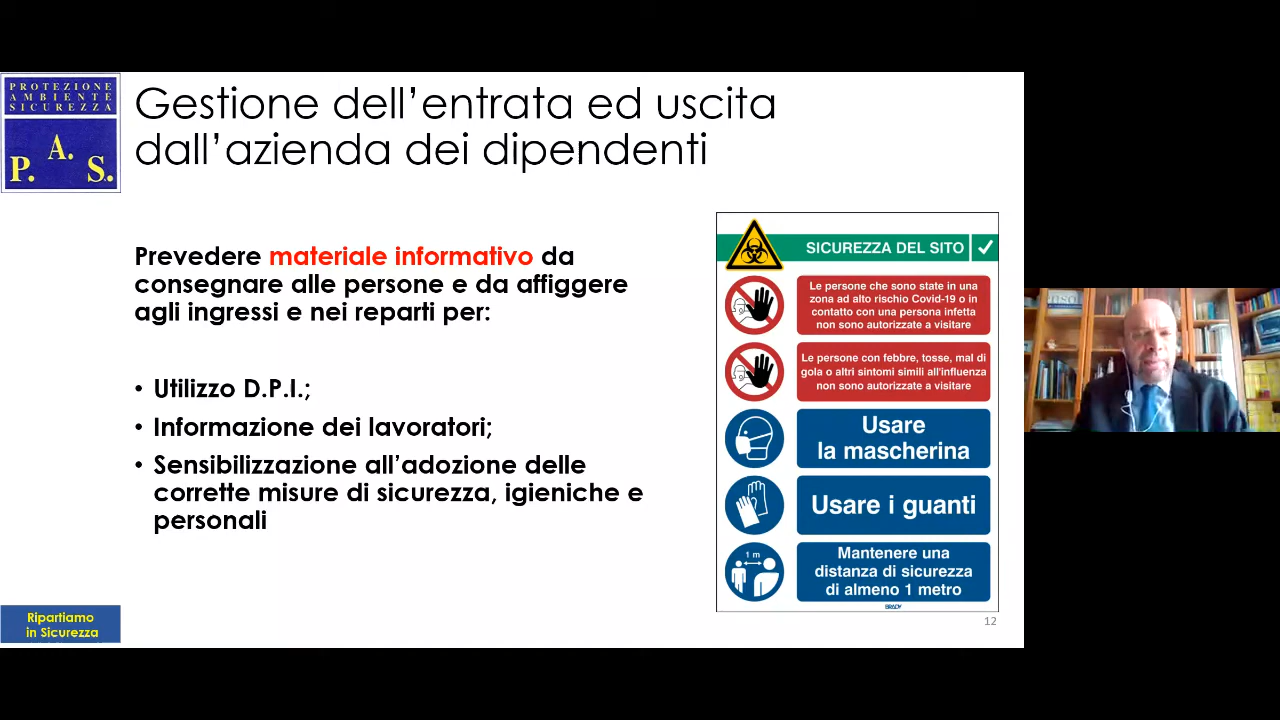 PROTEZIONE
AMBIENTE
SICUREZZA
P. A. S.
Gestione dell’entrata ed uscita
dall’azienda dei dipendenti
Prevedere materiale informativo da
consegnare alle persone e da affiggere
agli ingressi e nei reparti per:
• Utilizzo D.P.I.;
• Informazione dei lavoratori;
• Sensibilizzazione all’adozione delle
corrette misure di sicurezza, igieniche e
personali
SICUREZZA DEL SITO
Le persone che sono state in una
zona ad alto rischio Covid-19 o in
contatto con una persona infetta
non sono autorizzate a visitare
Le persone con febbre, tosse, mal di
gola o altri sintomi simili all'influenza
non sono autorizzate a visitare
Usare
la mascherina
Usare i guanti
1 m
Mantenere una
distanza di sicurezza
di almeno 1 metro
BRADY
Ripartiamo
in Sicurezza
12